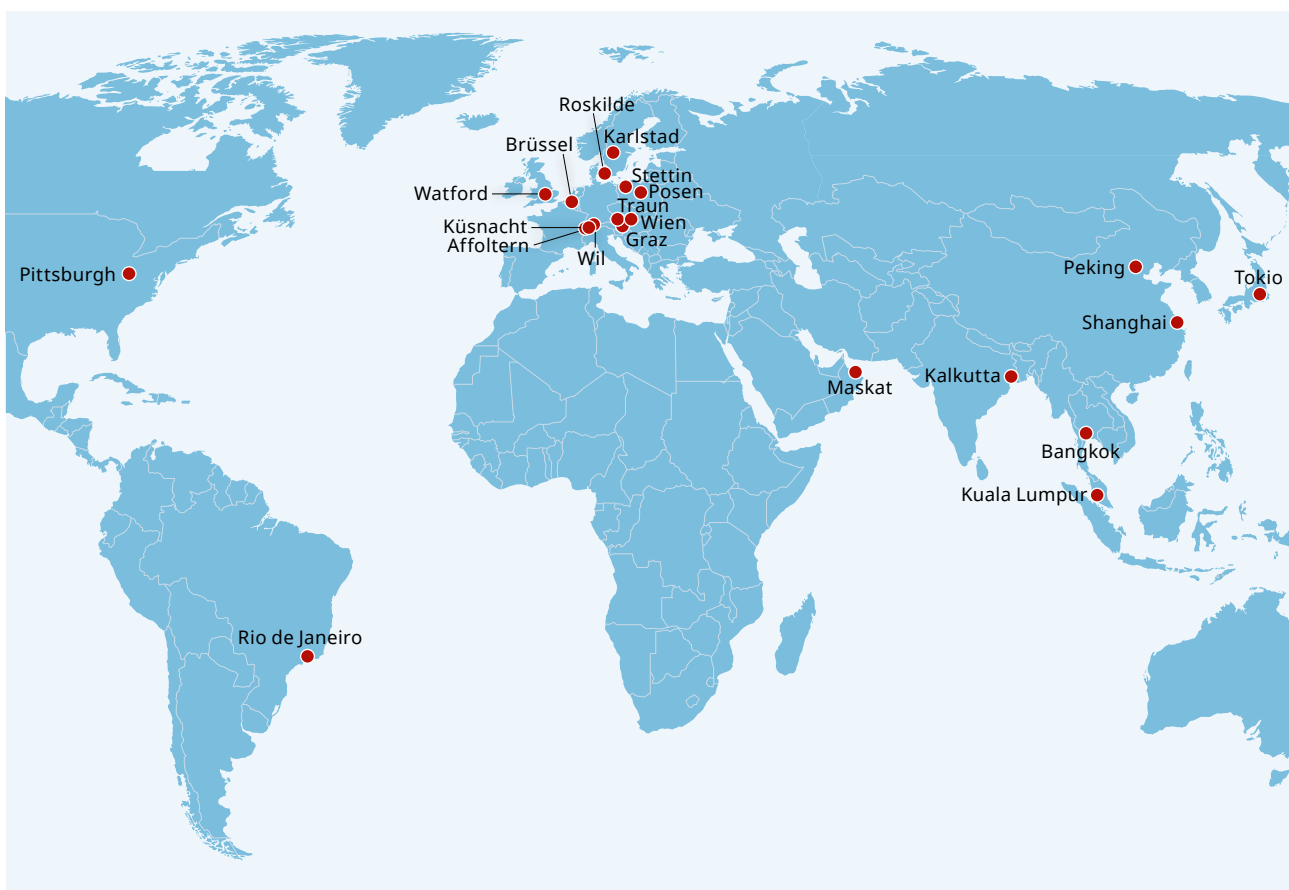 Roskilde
Karlstad
Brüssel
Stettin
Watford
Posen
Traun
Küsnacht
Wien
Affoltern
Graz
Wil
Pittsburgh
Peking
Tokio
Shanghai
Kalkutta
Maskat
Bangkok
Kuala Lumpur
Rio de Janeiro